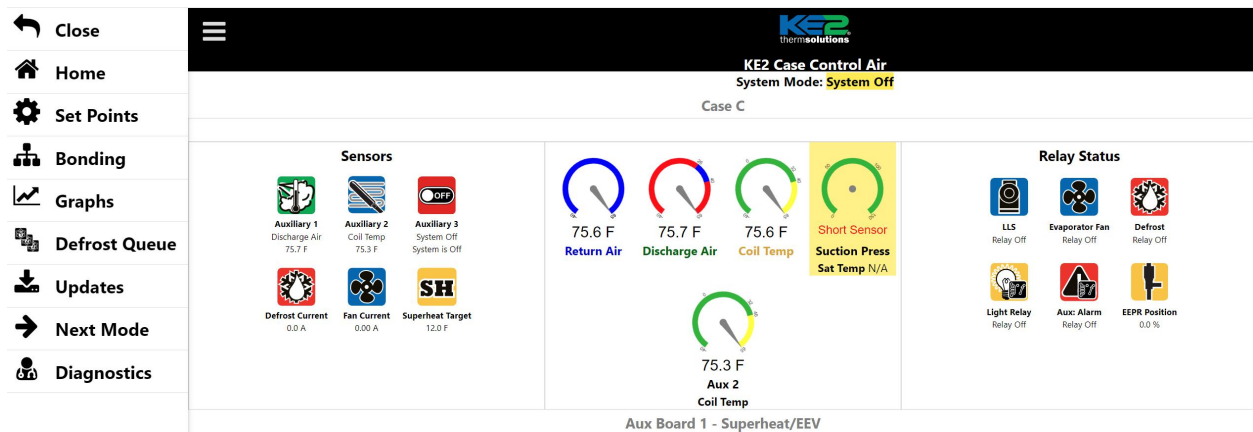 Close
Home
Set Points
Bonding
Graphs
Defrost Queue
Updates
Next Mode
Diagnostics
KE2
thermsolutions
KE2 Case Control Air
System Mode: System Off
Case C
Sensors
Auxiliary 1
Discharge Air
75.7 F
Auxiliary 2
Coil Temp
75.3 F
OFF
Auxiliary 3
System Off
System is Off
Defrost Current
0.0 A
Fan Current
0.00 A
SH
Superheat Target
12.0 F
75.6 F
Return Air
75.7 F
Discharge Air
75.6 F
Coil Temp
Short Sensor
Suction Press
Sat Temp N/A
75.3 F
Aux 2
Coil Temp
Relay Status
LLS
Relay Off
Evaporator Fan
Relay Off
Defrost
Relay Off
Light Relay
Relay Off
Aux: Alarm
Relay Off
EEPR Position
0.0 %
Aux Board 1 - Superheat/EEV